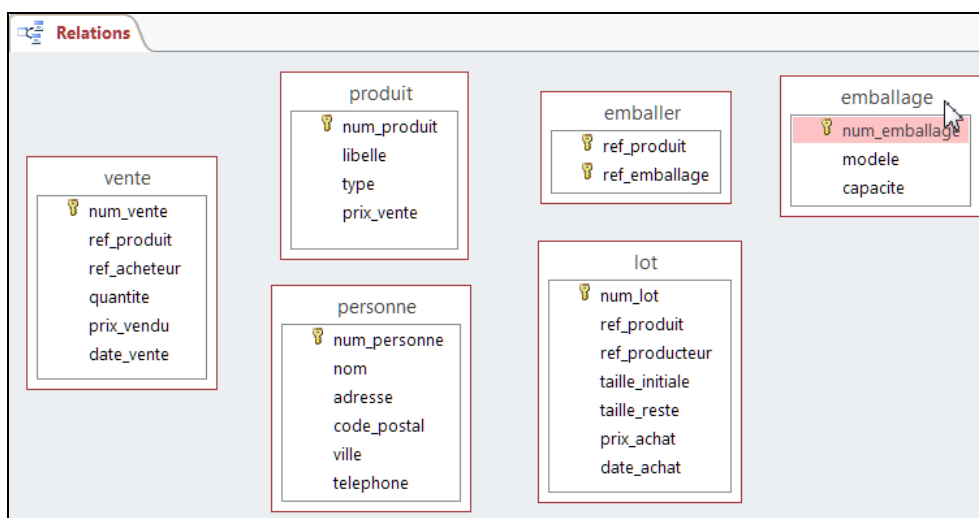 Relations
vente
num_vente
ref_produit
ref_acheteur
quantite
prix_vendu
date_vente
produit
num_produit
libelle
type
prix_vente
personne
num_personne
nom
adresse
code_postal
ville
telephone
emballer
ref_produit
ref_emballage
lot
num_lot
ref_produit
ref_producteur
taille_initiale
taille_reste
prix_achat
date_achat
emballage
num_emballage
modele
capacite